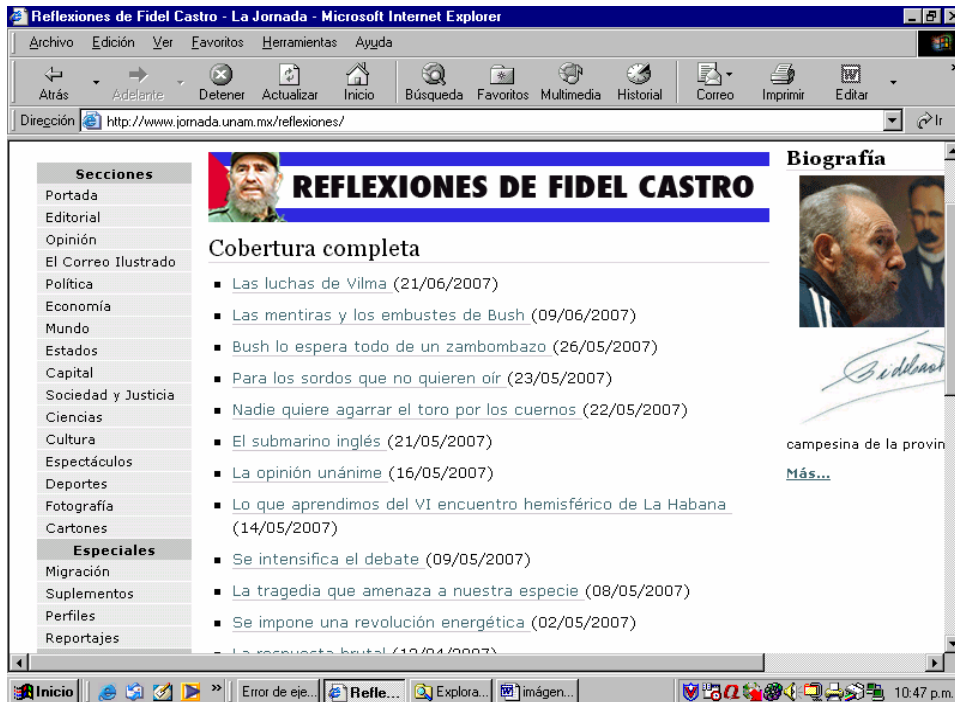 Reflexiones de Fidel Castro - La Jornada - Microsoft Internet Explorer
Archivo Edición Ver Favoritos Herramientas Ayuda
Atrás Adelante Detener Actualizar Inicio Búsqueda Favoritos Multimedia Historial Correo Imprimir Editar
Dirección http://www.jornada.unam.mx/reflexiones/ Ir
Secciones
Portada
Editorial
Opinión
El Correo Ilustrado
Política
Economía
Mundo
Estados
Capital
Sociedad y Justicia
Ciencias
Cultura
Espectáculos
Deportes
Fotografía
Cartones
Especiales
Migración
Suplementos
Perfiles
Reportajes
REFLEXIONES DE FIDEL CASTRO
Cobertura completa
Las luchas de Vilma (21/06/2007)
Las mentiras y los embustes de Bush (09/06/2007)
Bush lo espera todo de un zambombazo (26/05/2007)
Para los sordos que no quieren oír (23/05/2007)
Nadie quiere agarrar el toro por los cuernos (22/05/2007)
El submarino inglés (21/05/2007)
La opinión unánime (16/05/2007)
Lo que aprendimos del VI encuentro hemisférico de La Habana
(14/05/2007)
Se intensifica el debate (09/05/2007)
La tragedia que amenaza a nuestra especie (08/05/2007)
Se impone una revolución energética (02/05/2007)
La respuesta brutal
Biografía
campesina de la provin
Más...
Inicio » Error de eje... Refle... Explora... imágen... 10:47 p.m.